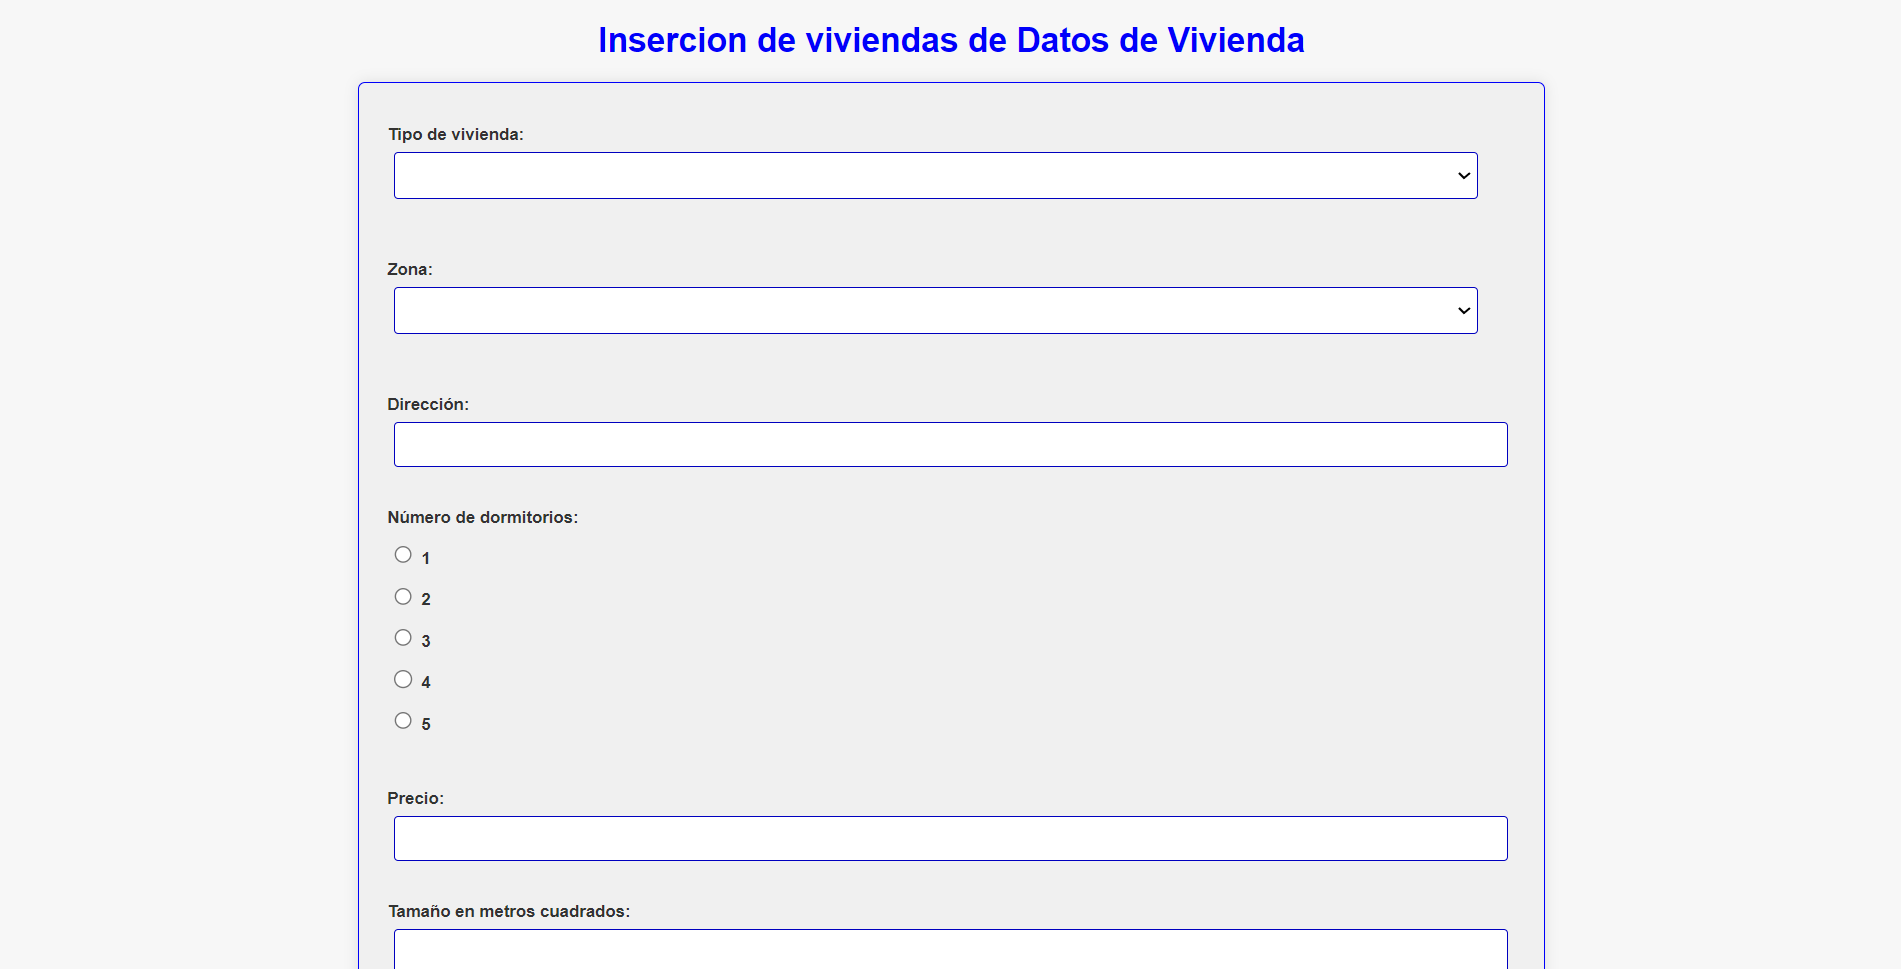 Insercion de viviendas de Datos de Vivienda
Tipo de vivienda:
Zona:
Dirección:
Número de dormitorios:
1
2
3
4
5
Precio:
Tamaño en metros cuadrados: